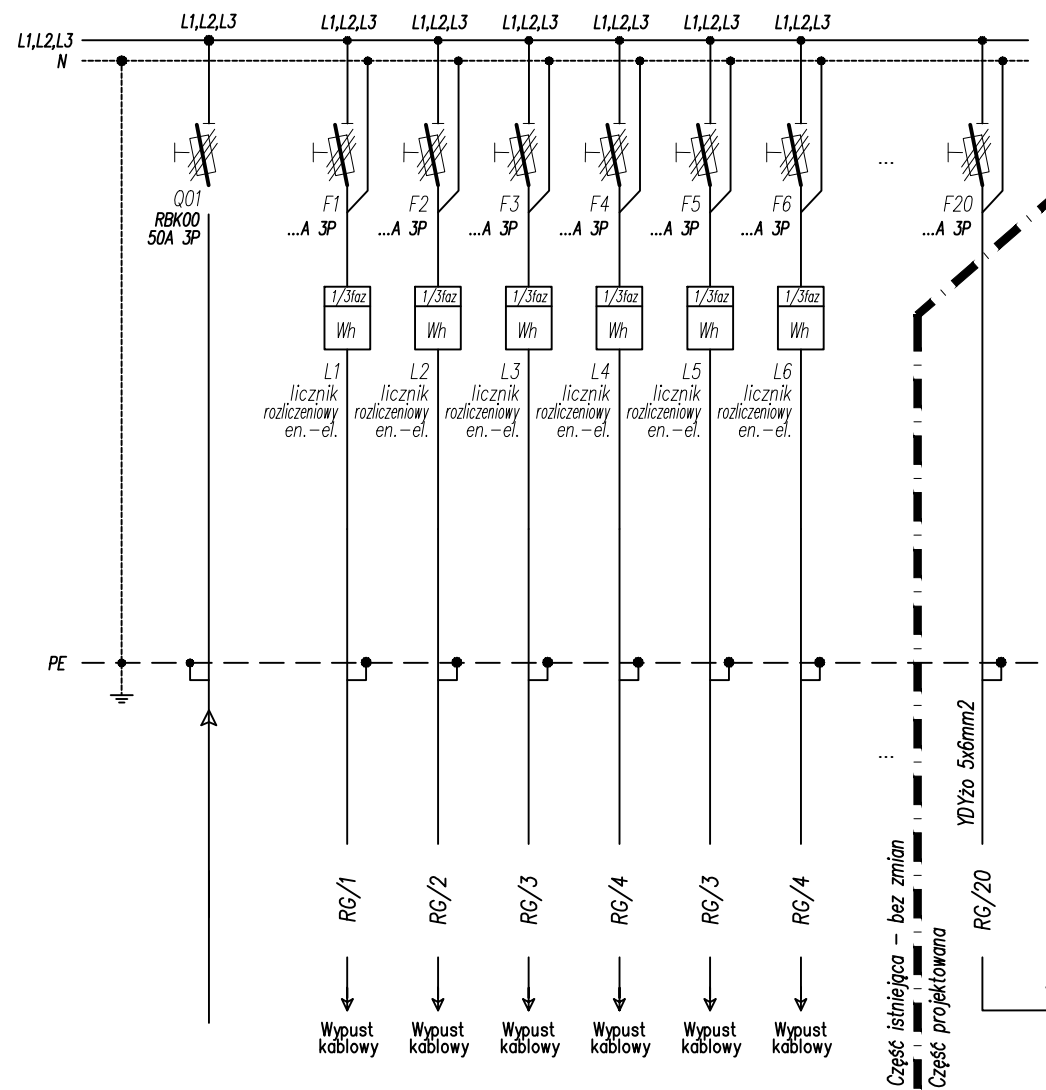 L1,L2,L3 L1,L2,L3 L1,L2,L3 L1,L2,L3 L1,L2,L3 L1,L2,L3 L1,L2,L3
L1,L2,L3
N
...
Q01 F1 F2 F3 F4 F5 F6 F20
RBK00
50A 3P
...A 3P ...A 3P ...A 3P ...A 3P ...A 3P ...A 3P ...A 3P
1/3faz 1/3faz 1/3faz 1/3faz 1/3faz 1/3faz
Wh Wh Wh Wh Wh Wh
L1 L2 L3 L4 L5 L6
licznik licznik licznik licznik licznik licznik
rozliczeniowy rozliczeniowy rozliczeniowy rozliczeniowy rozliczeniowy rozliczeniowy
en.-el. en.-el. en.-el. en.-el. en.-el. en.-el.
PE
...
YDYżo 5x6mm2
RG/1 RG/2 RG/3 RG/4 RG/3 RG/4 RG/20
Część istniejąca - bez zmian
Część projektowana
Wypust Wypust Wypust Wypust Wypust Wypust
kablowy kablowy kablowy kablowy kablowy kablowy